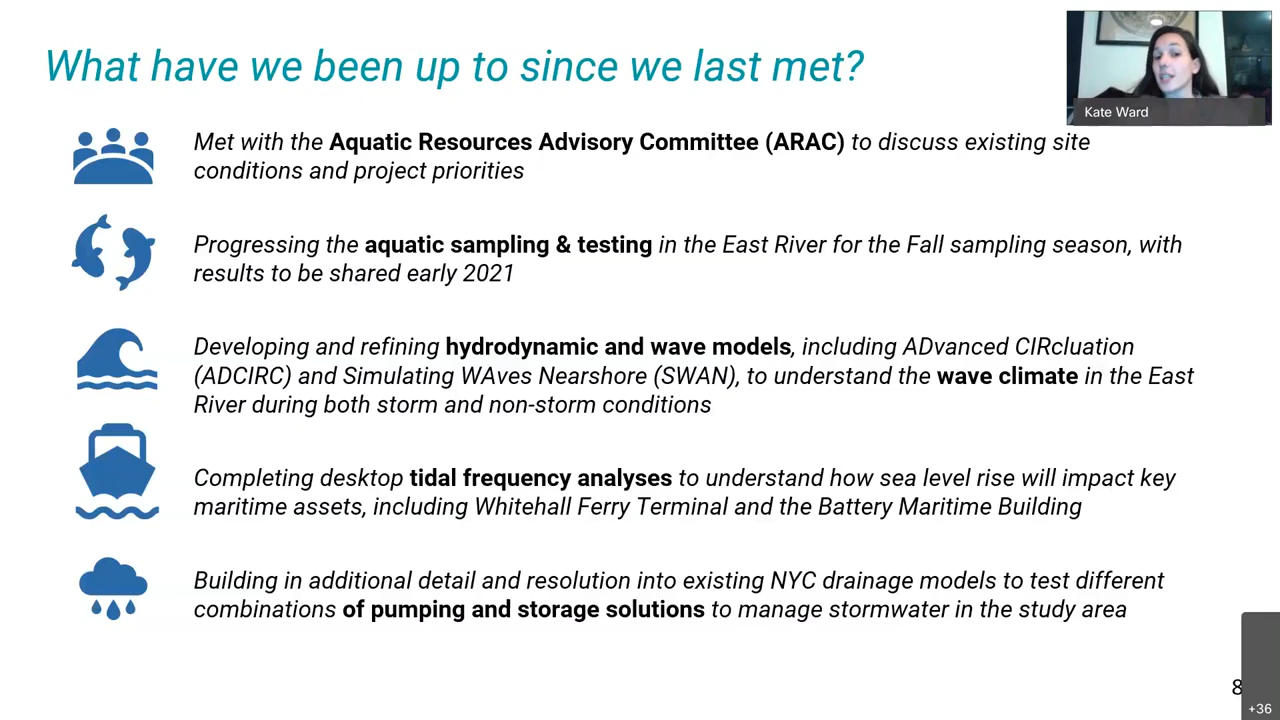 What have we been up to since we last met?
Kate Ward
Met with the Aquatic Resources Advisory Committee (ARAC) to discuss existing site
conditions and project priorities
Progressing the aquatic sampling & testing in the East River for the Fall sampling season, with
results to be shared early 2021
Developing and refining hydrodynamic and wave models, including ADvanced CIRcluation
(ADCIRC) and Simulating WAves Nearshore (SWAN), to understand the wave climate in the East
River during both storm and non-storm conditions
Completing desktop tidal frequency analyses to understand how sea level rise will impact key
maritime assets, including Whitehall Ferry Terminal and the Battery Maritime Building
Building in additional detail and resolution into existing NYC drainage models to test different
combinations of pumping and storage solutions to manage stormwater in the study area
8
+36